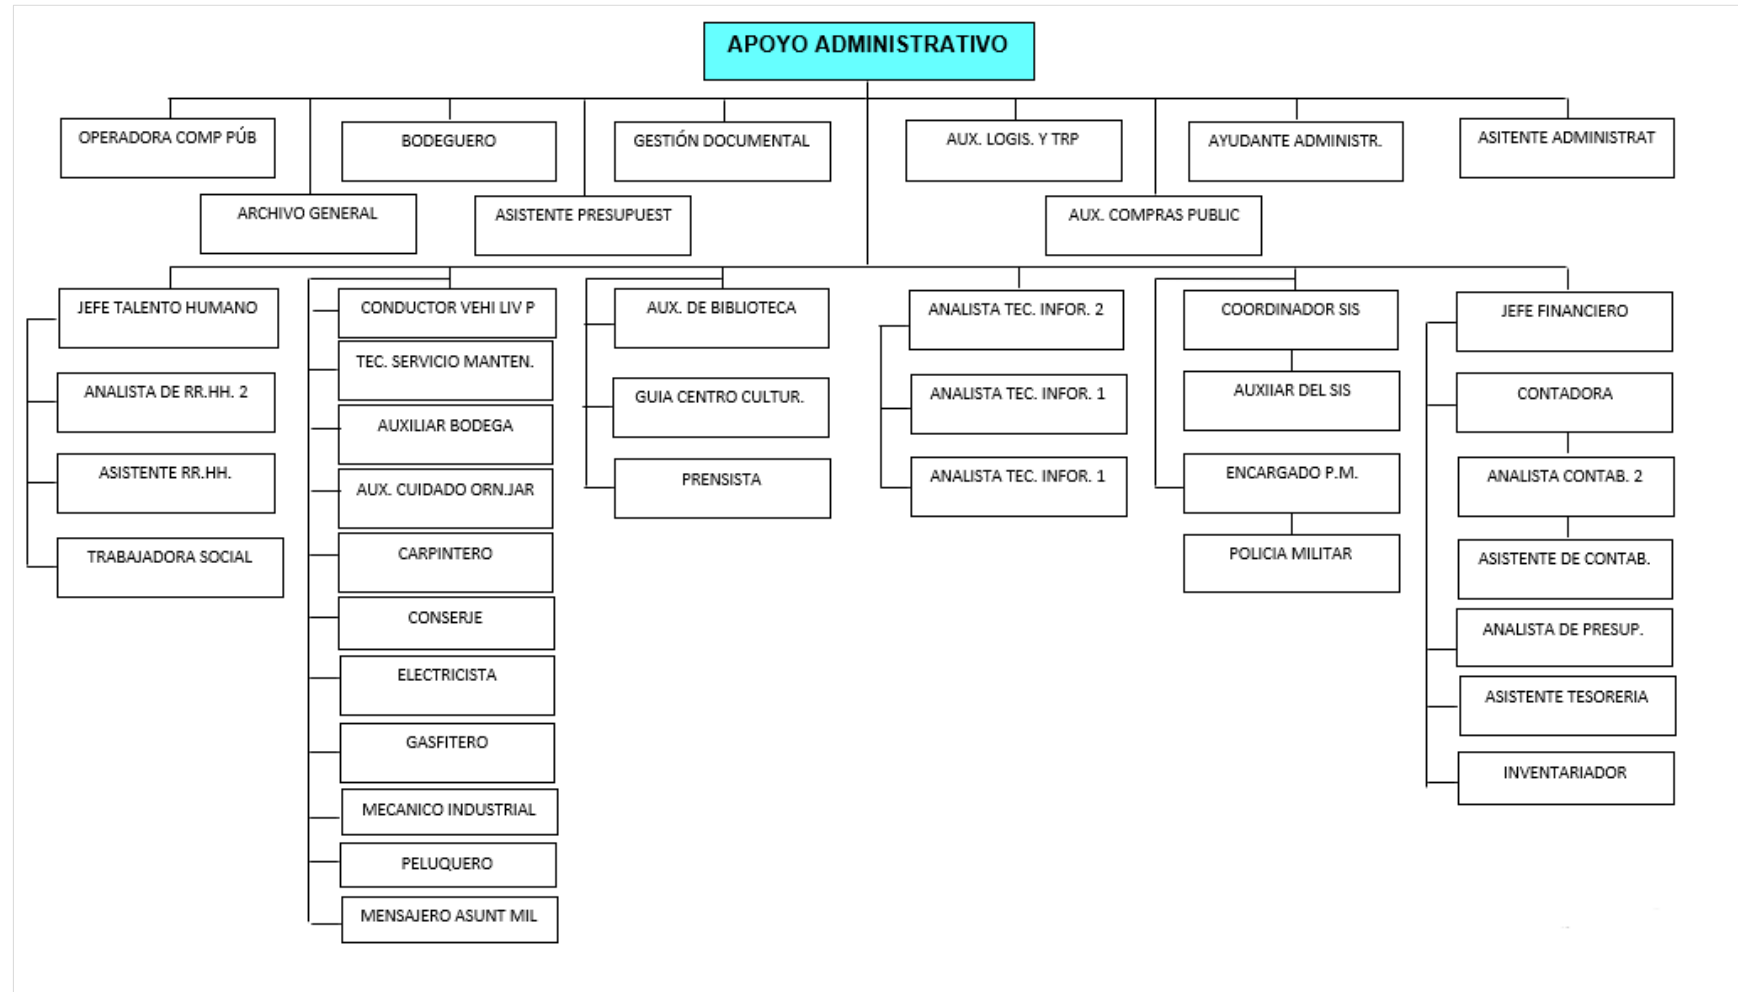 APOYO ADMINISTRATIVO
OPERADORA COMP PÚB
BODEGUERO
GESTIÓN DOCUMENTAL
AUX. LOGIS. Y TRP
AYUDANTE ADMINISTR.
ASITENTE ADMINISTRAT
ARCHIVO GENERAL
ASISTENTE PRESUPUEST
AUX. COMPRAS PUBLIC
JEFE TALENTO HUMANO
ANALISTA DE RR.HH. 2
ASISTENTE RR.HH.
TRABAJADORA SOCIAL
CONDUCTOR VEHI LIV P
TEC. SERVICIO MANTEN.
AUXILIAR BODEGA
AUX. CUIDADO ORN.JAR
CARPINTERO
CONSERJE
ELECTRICISTA
GASFITERO
MECANICO INDUSTRIAL
PELUQUERO
MENSAJERO ASUNT MIL
AUX. DE BIBLIOTECA
GUIA CENTRO CULTUR.
PRENSISTA
ANALISTA TEC. INFOR. 2
ANALISTA TEC. INFOR. 1
ANALISTA TEC. INFOR. 1
COORDINADOR SIS
AUXIIAR DEL SIS
ENCARGADO P.M.
POLICIA MILITAR
JEFE FINANCIERO
CONTADORA
ANALISTA CONTAB. 2
ASISTENTE DE CONTAB.
ANALISTA DE PRESUP.
ASISTENTE TESORERIA
INVENTARIADOR